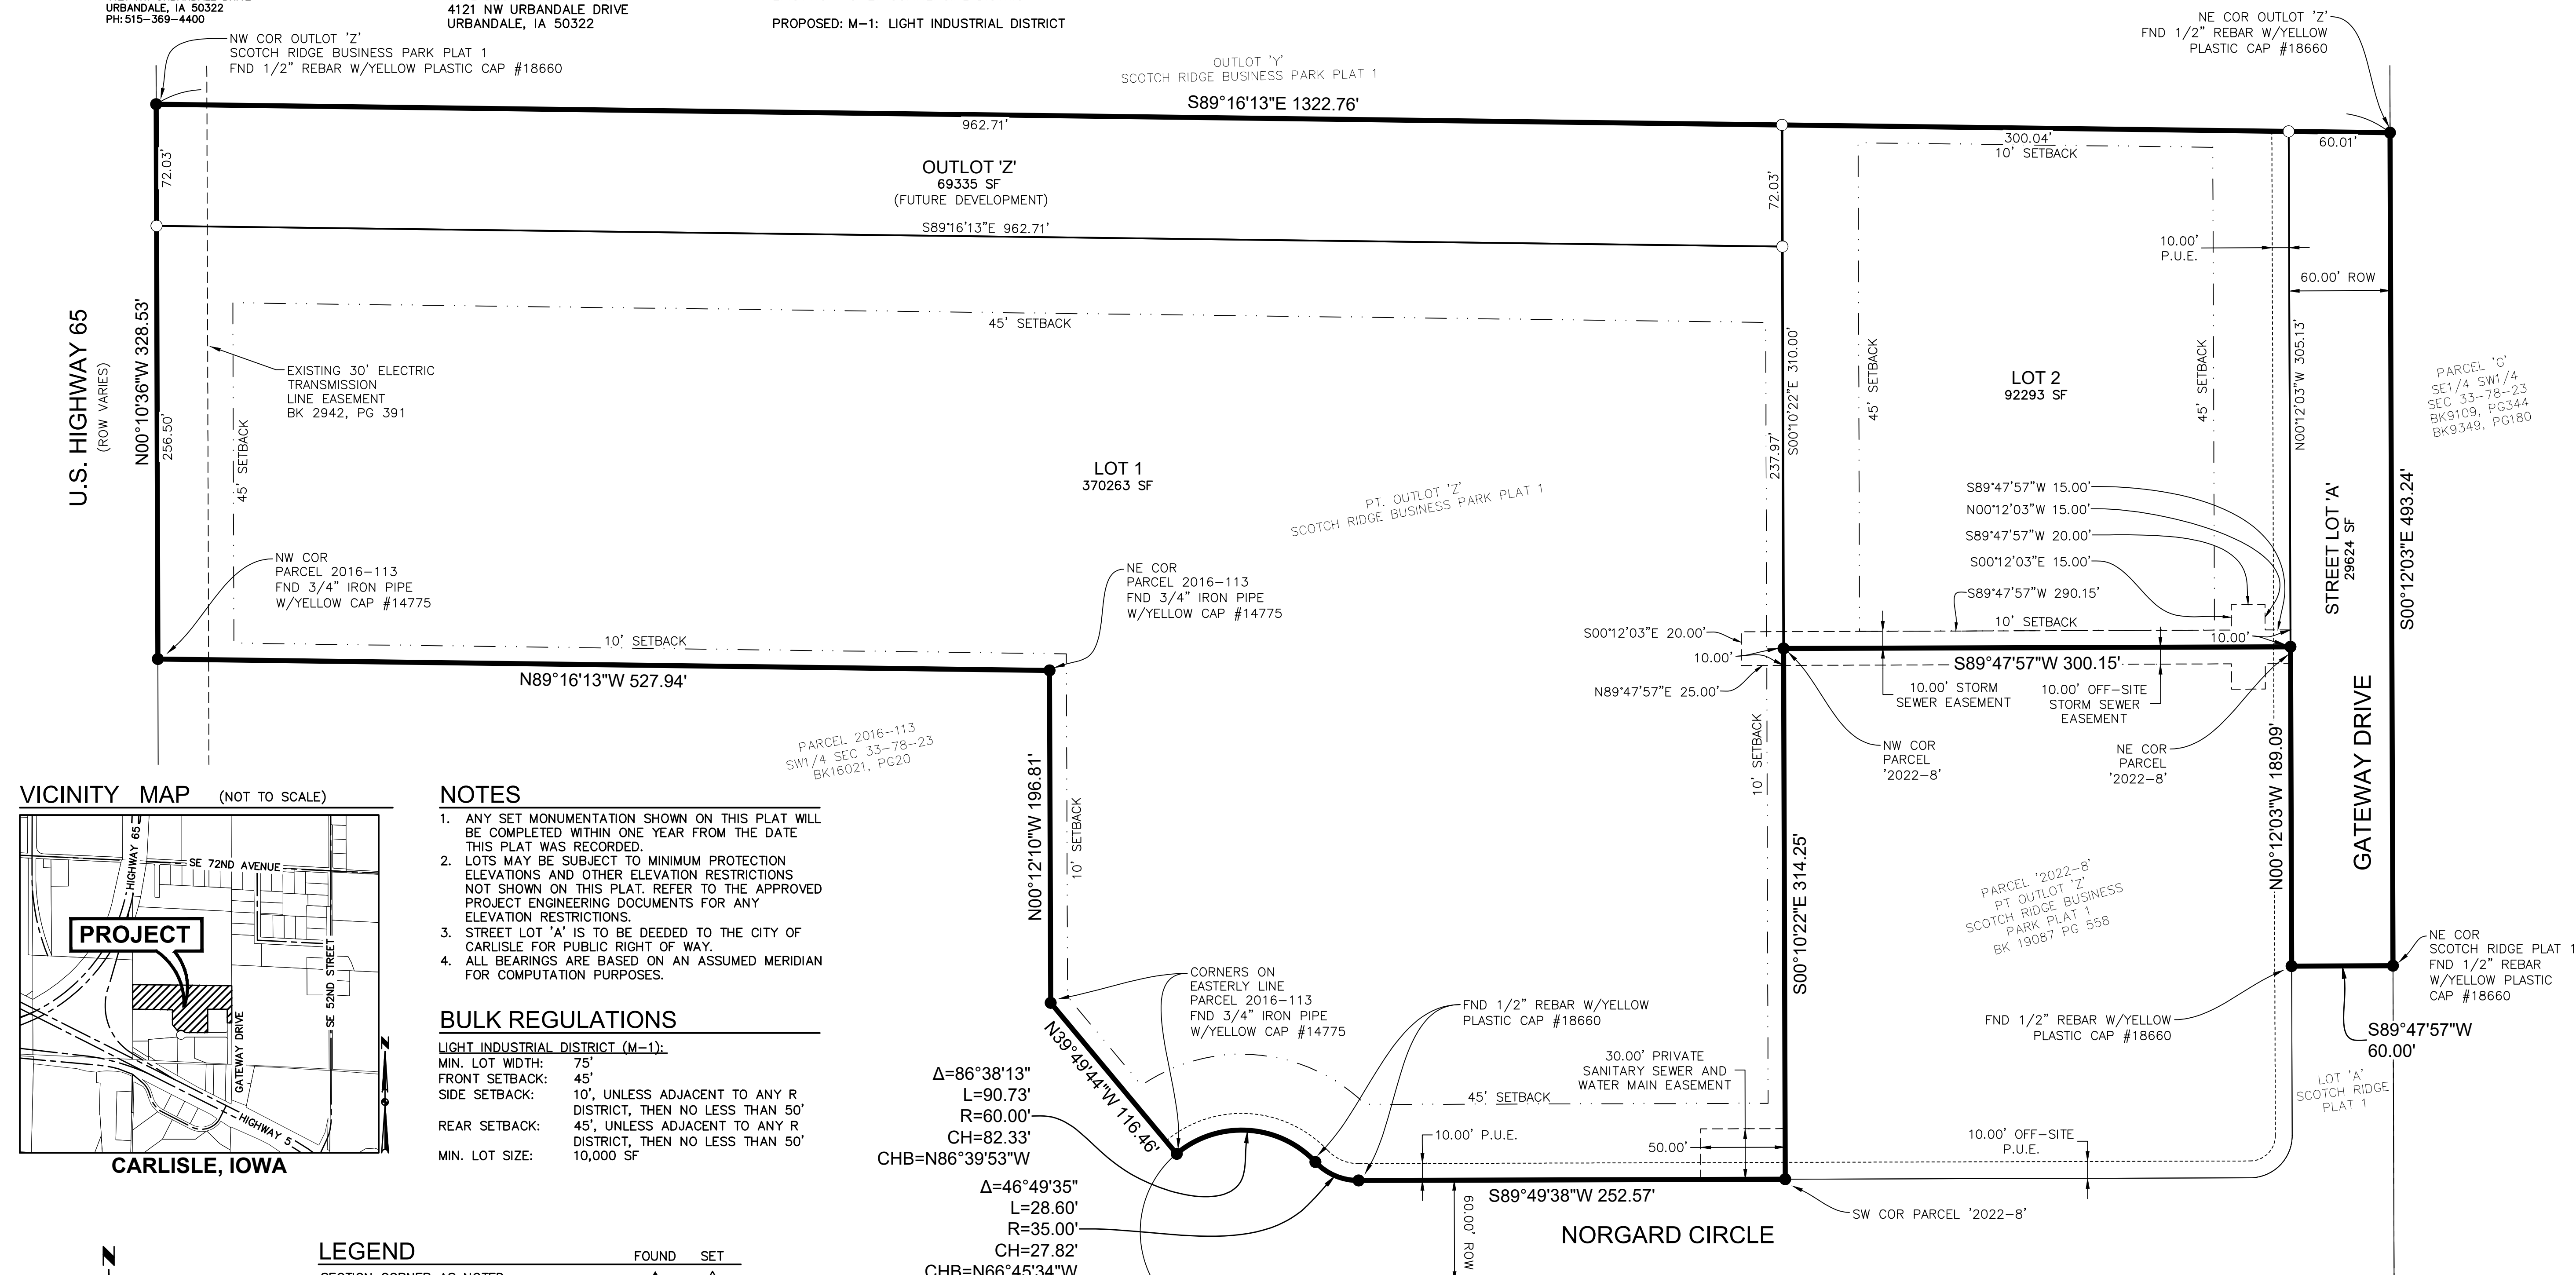 URBANDALE, IA 50322
PH:515-369-4400
4121 NW URBANDALE DRIVE
URBANDALE, IA 50322
PROPOSED: M-1: LIGHT INDUSTRIAL DISTRICT
NW COR OUTLOT 'Z'
SCOTCH RIDGE BUSINESS PARK PLAT 1
FND 1/2" REBAR W/YELLOW PLASTIC CAP #18660
NE COR OUTLOT 'Z'
FND 1/2" REBAR W/YELLOW
PLASTIC CAP #18660
OUTLOT 'Y'
SCOTCH RIDGE BUSINESS PARK PLAT 1
S89°16'13"E 1322.76'
962.71'
300.04'
60.01'
10' SETBACK
72.03'
OUTLOT 'Z'
69335 SF
(FUTURE DEVELOPMENT)
72.03'
S89°16'13"E 962.71'
10.00'
P.U.E.
60.00' ROW
U.S. HIGHWAY 65
(ROW VARIES)
N00°10'36"W 328.53'
256.50'
45' SETBACK
45' SETBACK
EXISTING 30' ELECTRIC
TRANSMISSION
LINE EASEMENT
BK 2942, PG 391
LOT 1
370263 SF
PT. OUTLOT 'Z'
SCOTCH RIDGE BUSINESS PARK PLAT 1
237.97'
S00°10'22"E 310.00'
45' SETBACK
LOT 2
92293 SF
45' SETBACK
N00°12'03"W 305.13'
STREET LOT 'A'
29624 SF
S00°12'03"E 493.24'
PARCEL 'G'
SE1/4 SW1/4
SEC 33-78-23
BK9109, PG344
BK9349, PG180
S89°47'57"W 15.00'
N00°12'03"W 15.00'
S89°47'57"W 20.00'
S00°12'03"E 15.00'
S89°47'57"W 290.15'
10' SETBACK
10.00'
NW COR
PARCEL 2016-113
FND 3/4" IRON PIPE
W/YELLOW CAP #14775
NE COR
PARCEL 2016-113
FND 3/4" IRON PIPE
W/YELLOW CAP #14775
10' SETBACK
N89°16'13"W 527.94'
S00°12'03"E 20.00'
10.00'
N89°47'57"E 25.00'
S89°47'57"W 300.15'
10.00' STORM
SEWER EASEMENT
10.00' OFF-SITE
STORM SEWER
EASEMENT
NW COR
PARCEL
'2022-8'
NE COR
PARCEL
'2022-8'
PARCEL 2016-113
SW1/4 SEC 33-78-23
BK16021, PG20
N00°12'10"W 196.81'
10' SETBACK
10' SETBACK
S00°10'22"E 314.25'
N00°12'03"W 189.09'
GATEWAY DRIVE
PARCEL '2022-8'
PT OUTLOT 'Z'
SCOTCH RIDGE BUSINESS
PARK PLAT 1
BK 19087 PG 558
NE COR
SCOTCH RIDGE PLAT 1
FND 1/2" REBAR
W/YELLOW PLASTIC
CAP #18660
FND 1/2" REBAR W/YELLOW
PLASTIC CAP #18660
S89°47'57"W
60.00'
LOT 'A'
SCOTCH RIDGE
PLAT 1
VICINITY MAP (NOT TO SCALE)
HIGHWAY 65
SE 72ND AVENUE
PROJECT
SE 52ND STREET
GATEWAY DRIVE
HIGHWAY 5
N
CARLISLE, IOWA
NOTES
1. ANY SET MONUMENTATION SHOWN ON THIS PLAT WILL
BE COMPLETED WITHIN ONE YEAR FROM THE DATE
THIS PLAT WAS RECORDED.
2. LOTS MAY BE SUBJECT TO MINIMUM PROTECTION
ELEVATIONS AND OTHER ELEVATION RESTRICTIONS
NOT SHOWN ON THIS PLAT. REFER TO THE APPROVED
PROJECT ENGINEERING DOCUMENTS FOR ANY
ELEVATION RESTRICTIONS.
3. STREET LOT 'A' IS TO BE DEEDED TO THE CITY OF
CARLISLE FOR PUBLIC RIGHT OF WAY.
4. ALL BEARINGS ARE BASED ON AN ASSUMED MERIDIAN
FOR COMPUTATION PURPOSES.
BULK REGULATIONS
LIGHT INDUSTRIAL DISTRICT (M-1):
MIN. LOT WIDTH: 75'
FRONT SETBACK: 45'
SIDE SETBACK: 10', UNLESS ADJACENT TO ANY R
DISTRICT, THEN NO LESS THAN 50'
REAR SETBACK: 45', UNLESS ADJACENT TO ANY R
DISTRICT, THEN NO LESS THAN 50'
MIN. LOT SIZE: 10,000 SF
CORNERS ON
EASTERLY LINE
PARCEL 2016-113
FND 3/4" IRON PIPE
W/YELLOW CAP #14775
N39°49'44"W 116.46'
FND 1/2" REBAR W/YELLOW
PLASTIC CAP #18660
30.00' PRIVATE
SANITARY SEWER AND
WATER MAIN EASEMENT
45' SETBACK
Δ=86°38'13"
L=90.73'
R=60.00'
CH=82.33'
CHB=N86°39'53"W
10.00' P.U.E.
50.00'
10.00' OFF-SITE
P.U.E.
Δ=46°49'35"
L=28.60'
R=35.00'
CH=27.82'
CHB=N66°45'34"W
S89°49'38"W 252.57'
60.00' ROW
SW COR PARCEL '2022-8'
NORGARD CIRCLE
N
LEGEND FOUND SET